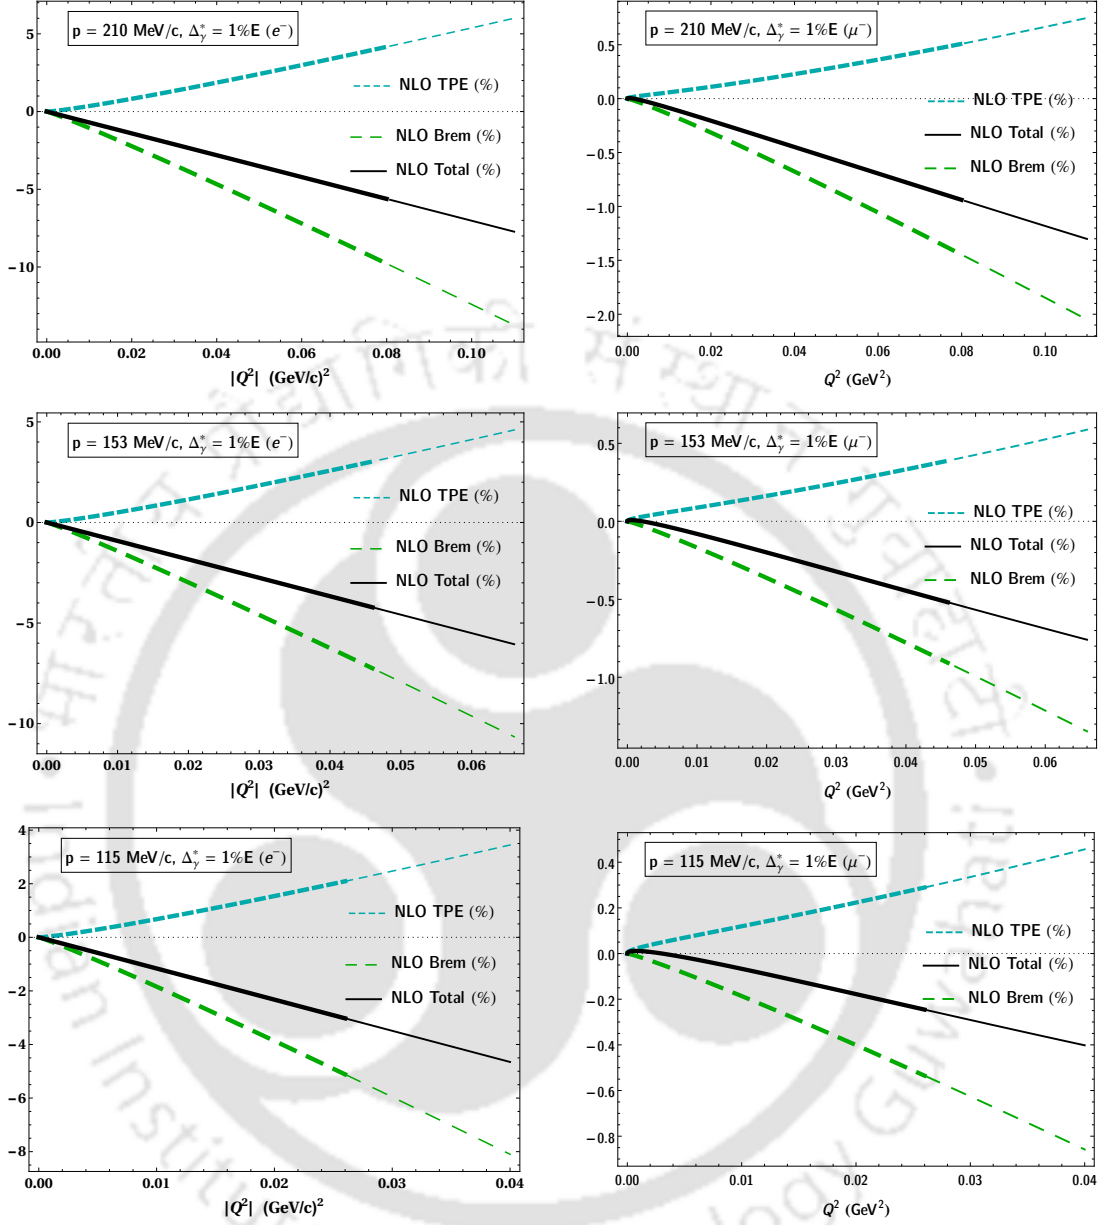 p = 210 MeV/c, Δ*γ = 1%E (e⁻)
NLO TPE (%)
NLO Brem (%)
NLO Total (%)
5
0
−5
−10
0.00 0.02 0.04 0.06 0.08 0.10
|Q²| (GeV/c)²
p = 210 MeV/c, Δ*γ = 1%E (μ⁻)
NLO TPE (%)
NLO Total (%)
NLO Brem (%)
0.5
0.0
−0.5
−1.0
−1.5
−2.0
0.00 0.02 0.04 0.06 0.08 0.10
Q² (GeV²)
p = 153 MeV/c, Δ*γ = 1%E (e⁻)
NLO TPE (%)
NLO Brem (%)
NLO Total (%)
5
0
−5
−10
0.00 0.01 0.02 0.03 0.04 0.05 0.06
|Q²| (GeV/c)²
p = 153 MeV/c, Δ*γ = 1%E (μ⁻)
NLO TPE (%)
NLO Total (%)
NLO Brem (%)
0.5
0.0
−0.5
−1.0
0.00 0.01 0.02 0.03 0.04 0.05 0.06
Q² (GeV²)
p = 115 MeV/c, Δ*γ = 1%E (e⁻)
NLO TPE (%)
NLO Brem (%)
NLO Total (%)
4
2
0
−2
−4
−6
−8
0.00 0.01 0.02 0.03 0.04
|Q²| (GeV/c)²
p = 115 MeV/c, Δ*γ = 1%E (μ⁻)
NLO TPE (%)
NLO Total (%)
NLO Brem (%)
0.4
0.2
0.0
−0.2
−0.4
−0.6
−0.8
0.00 0.01 0.02 0.03 0.04
Q² (GeV²)
Indian Guwahati